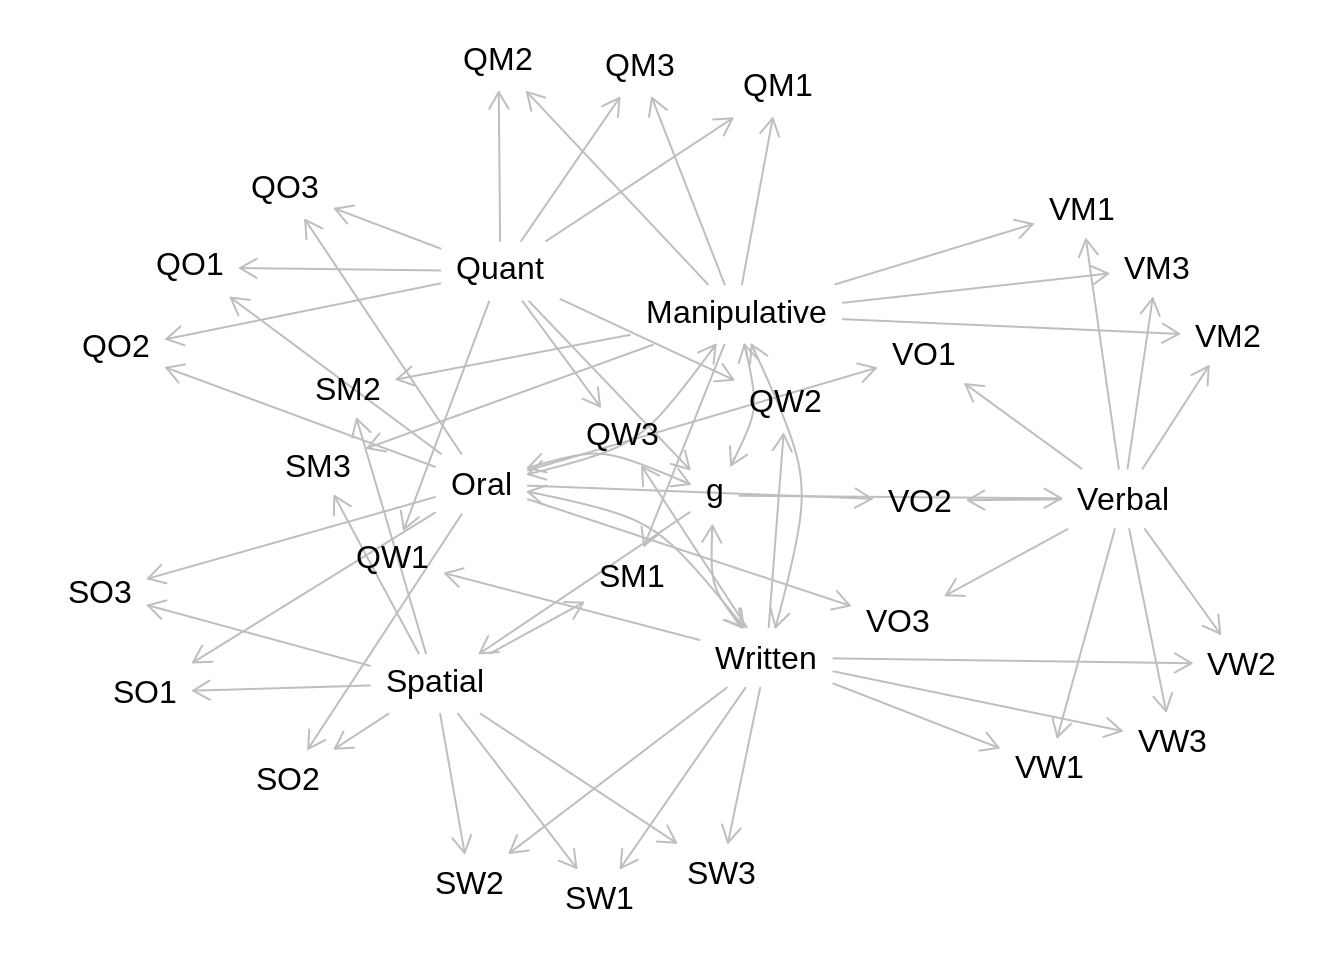 QM2
QM3
QM1
QO3
VM1
QO1
Quant
VM3
Manipulative
VM2
QO2
VO1
SM2
QW2
QW3
SM3
Oral
g
VO2
Verbal
QW1
SM1
SO3
VO3
Written
VW2
Spatial
SO1
VW3
VW1
SO2
SW3
SW2
SW1